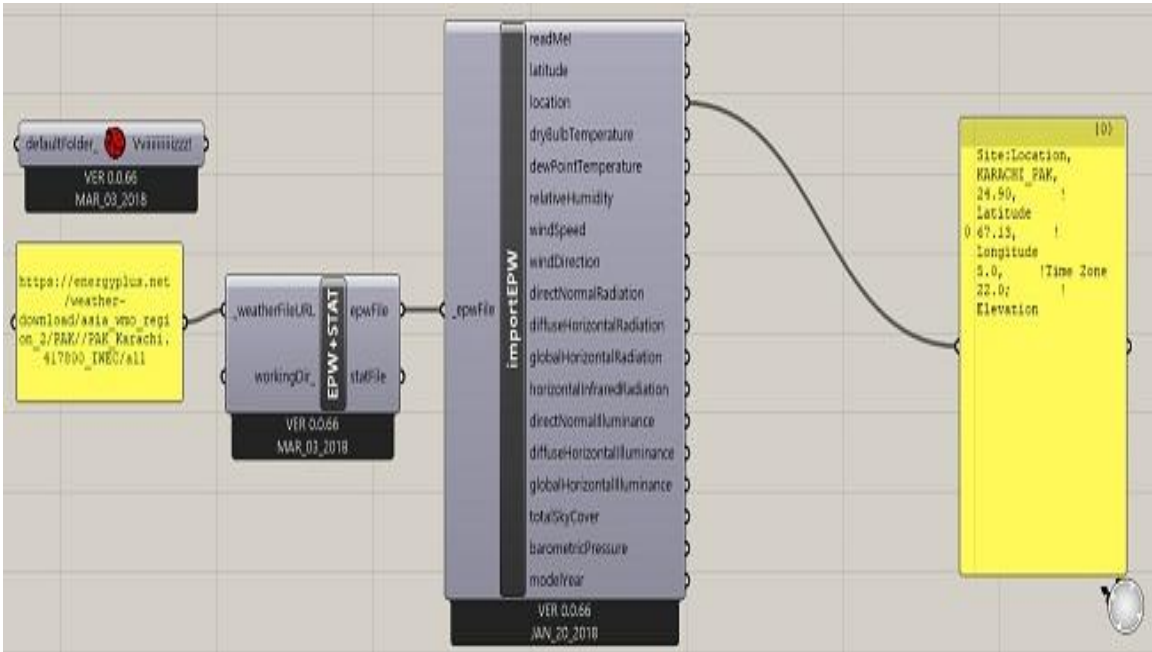 defaultFolder_
Vviiiiiiizzz!
VER 0.0.66
MAR_03_2018
https://energyplus.net
/weather-
download/asia_wmo_regi
on_2/PAK//PAK_Karachi.
417800_IWEC/all
_weatherFileURL
workingDir_
EPW+STAT
epwFile
statFile
VER 0.0.66
MAR_03_2018
_epwFile
importEPW
readMe!
latitude
location
dryBulbTemperature
dewPointTemperature
relativeHumidity
windSpeed
windDirection
directNormalRadiation
diffuseHorizontalRadiation
globalHorizontalRadiation
horizontalInfraredRadiation
directNormalIlluminance
diffuseHorizontalIlluminance
globalHorizontalIlluminance
totalSkyCover
barometricPressure
modelYear
VER 0.0.66
JAN_20_2018
{0}
Site:Location,
KARACHI_PAK,
24.90, !
Latitude
0 67.13, !
Longitude
5.0, !Time Zone
22.0; !
Elevation